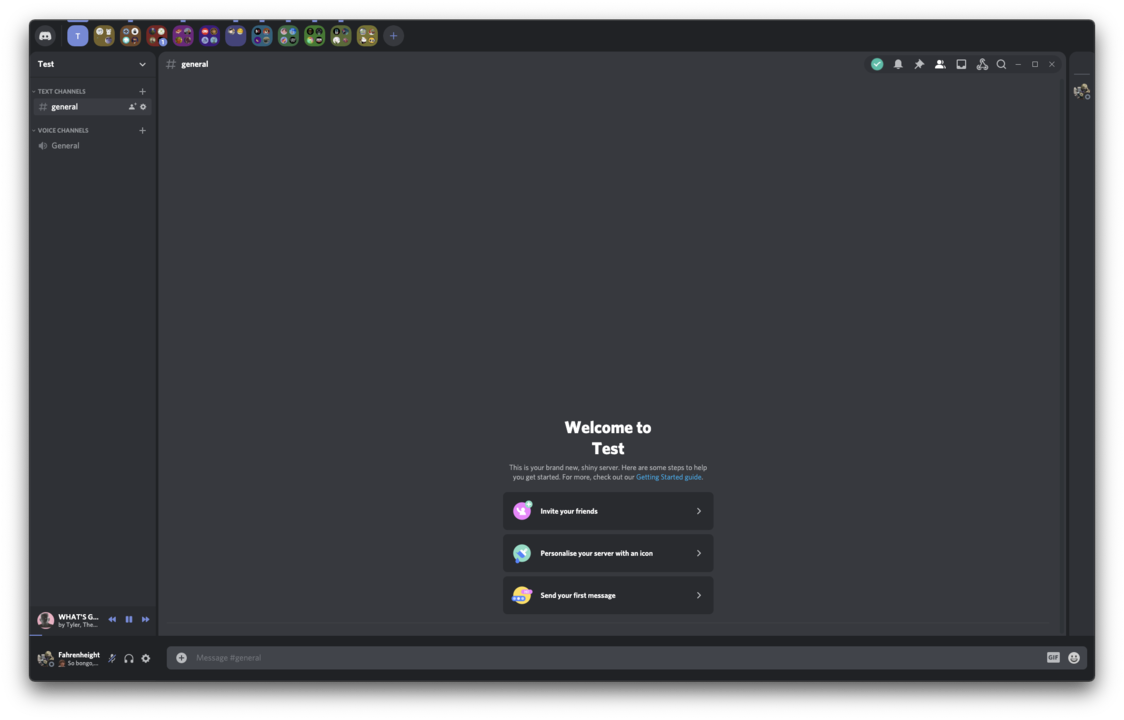 T
1
Test
general
TEXT CHANNELS
general
VOICE CHANNELS
General
Welcome to
Test
This is your brand new, shiny server. Here are some steps to help
you get started. For more, check out our Getting Started guide.
Invite your friends
Personalise your server with an icon
Send your first message
WHAT'S G...
by Tyler, The...
Fahrenheight
So bongo,...
Message #general
GIF